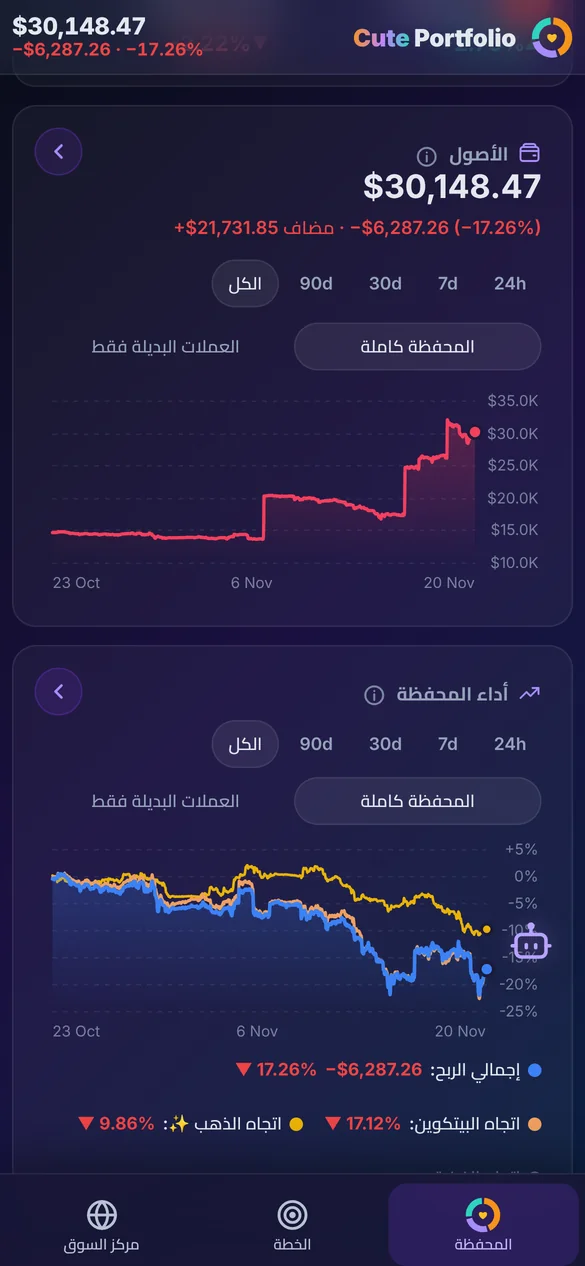 Cute Portfolio
$30,148.47
−$6,287.26 · −17.26%
الأصول
$30,148.47
−$6,287.26 (−17.26%) · مضاف +$21,731.85
24h 7d 30d 90d الكل
المحفظة كاملة العملات البديلة فقط
$35.0K
$30.0K
$25.0K
$20.0K
$15.0K
$10.0K
23 Oct 6 Nov 20 Nov
أداء المحفظة
24h 7d 30d 90d الكل
المحفظة كاملة العملات البديلة فقط
+5%
0%
-5%
-20%
-25%
23 Oct 6 Nov 20 Nov
إجمالي الربح: −$6,287.26 ▼ 17.26%
اتجاه البيتكوين: ▼ 17.12% اتجاه الذهب ✨: ▼ 9.86%
المحفظة الخطة مركز السوق